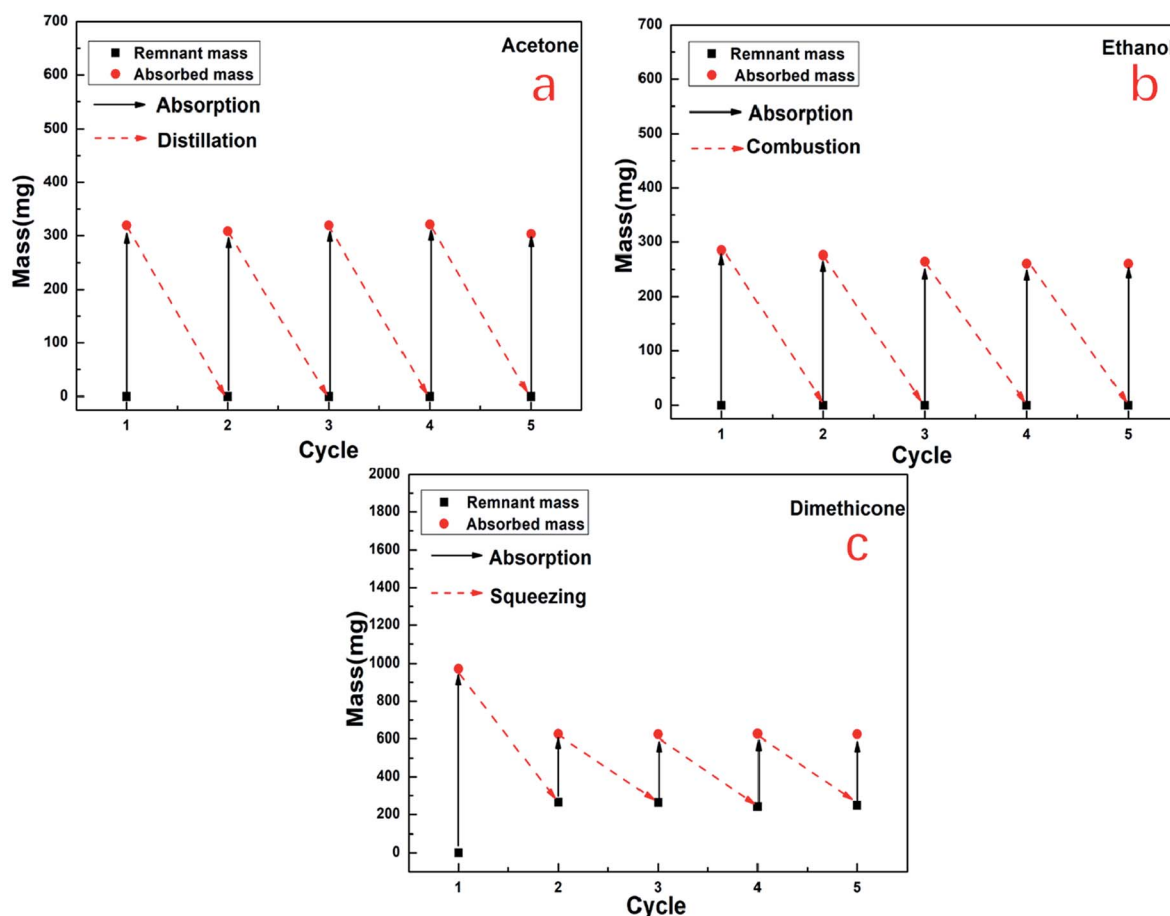 700
600
500
400
300
200
100
0
Mass(mg)
Remnant mass
Absorbed mass
Absorption
Distillation
Acetone
a
1 2 3 4 5
Cycle
700
600
500
400
300
200
100
0
Mass(mg)
Remnant mass
Absorbed mass
Absorption
Combustion
Ethanol
b
1 2 3 4 5
Cycle
2000
1800
1600
1400
1200
1000
800
600
400
200
0
Mass(mg)
Remnant mass
Absorbed mass
Absorption
Squeezing
Dimethicone
c
1 2 3 4 5
Cycle